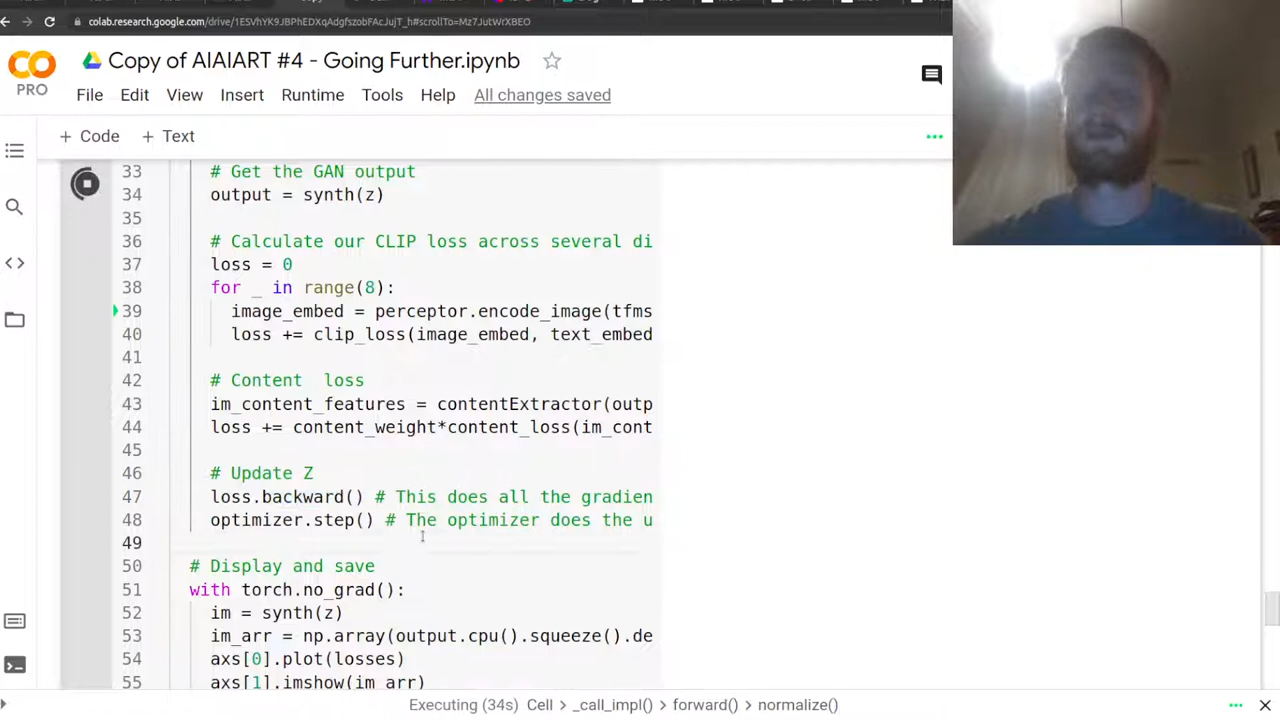 colab.research.google.com/drive/1ESVhYK9JBPhEDXqAdgfszobFAcJujT_h#scrollTo=Mz7JutWrXBEO
PRO
Copy of AIAIART #4 - Going Further.ipynb
File Edit View Insert Runtime Tools Help All changes saved
+ Code + Text
33 # Get the GAN output
34 output = synth(z)
35
36 # Calculate our CLIP loss across several di
37 loss = 0
38 for _ in range(8):
39 image_embed = perceptor.encode_image(tfms
40 loss += clip_loss(image_embed, text_embed
41
42 # Content  loss
43 im_content_features = contentExtractor(outp
44 loss += content_weight*content_loss(im_cont
45
46 # Update Z
47 loss.backward() # This does all the gradien
48 optimizer.step() # The optimizer does the u
49
50 # Display and save
51 with torch.no_grad():
52 im = synth(z)
53 im_arr = np.array(output.cpu().squeeze().de
54 axs[0].plot(losses)
55 axs[1].imshow(im_arr)
Executing (34s) Cell > _call_impl() > forward() > normalize()